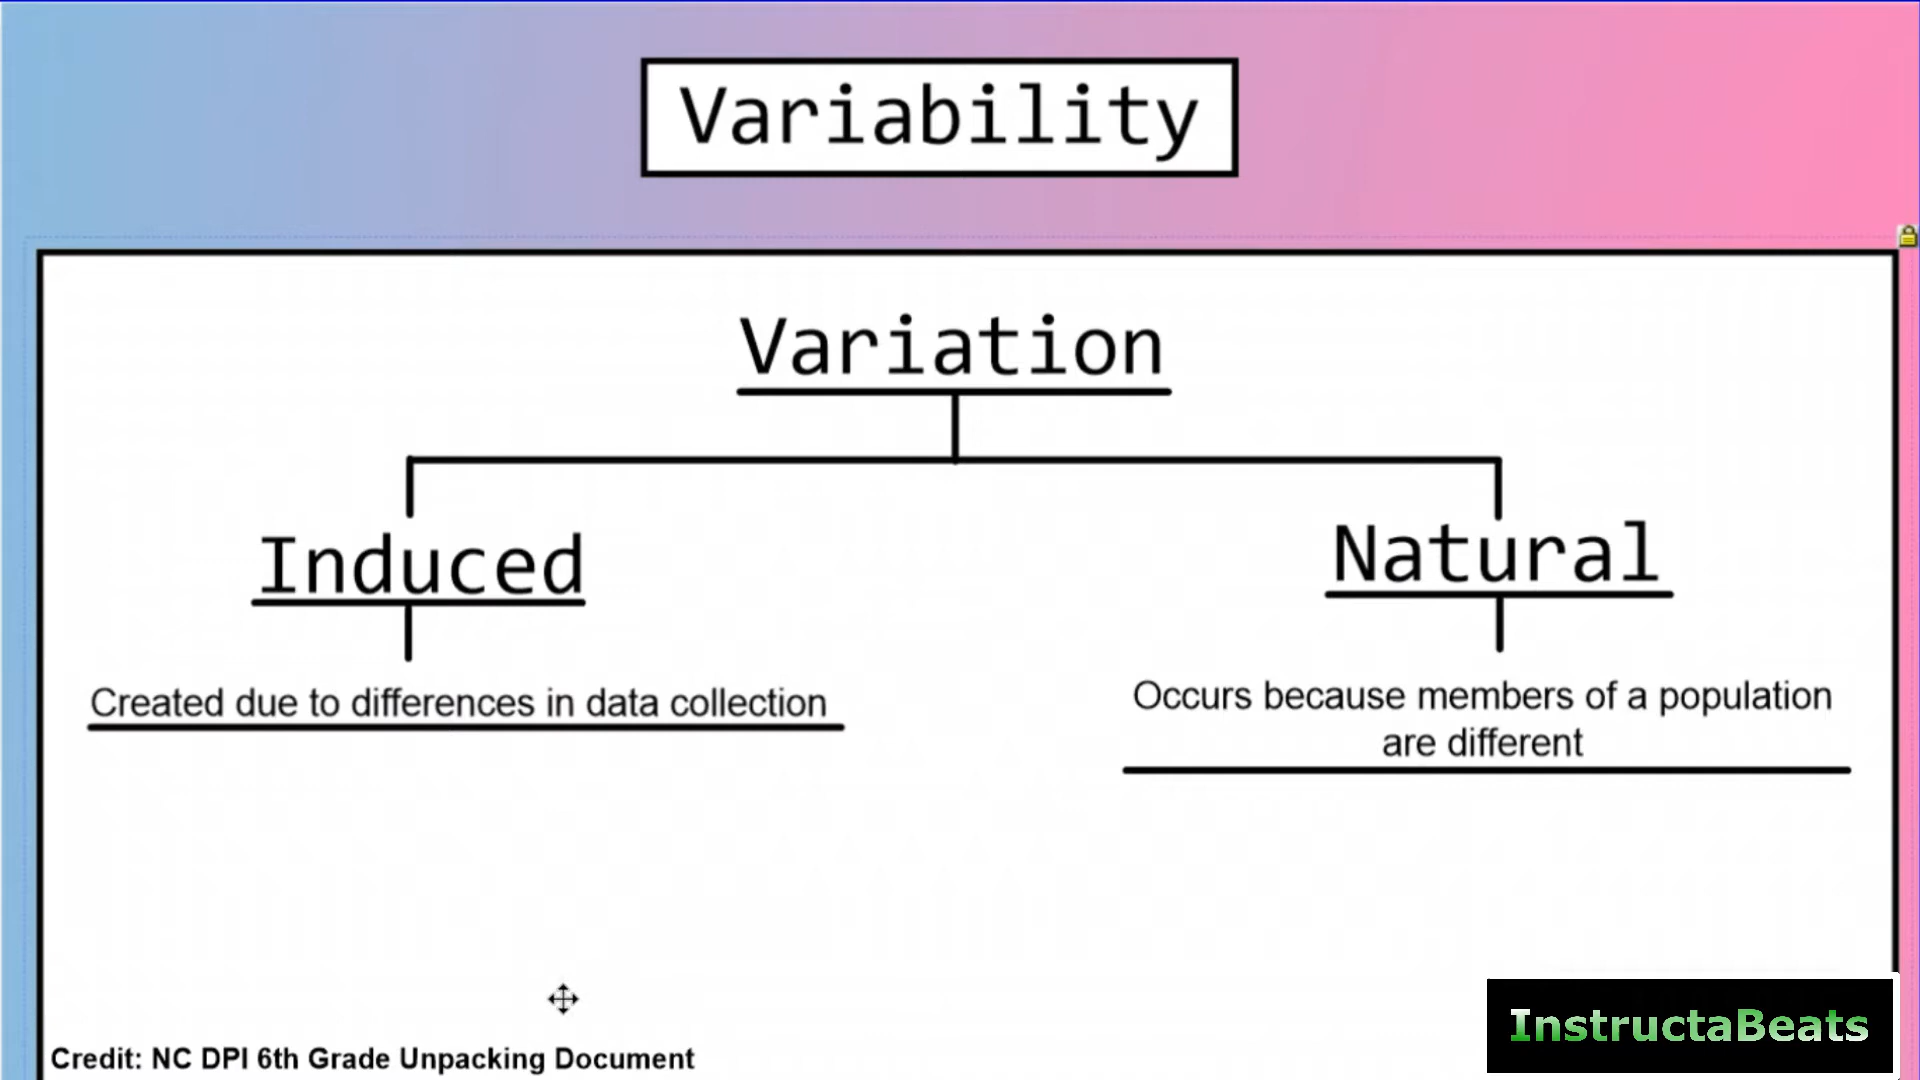 Variability
Variation
Induced
Natural
Created due to differences in data collection
Occurs because members of a population
are different
Credit: NC DPI 6th Grade Unpacking Document
InstructaBeats